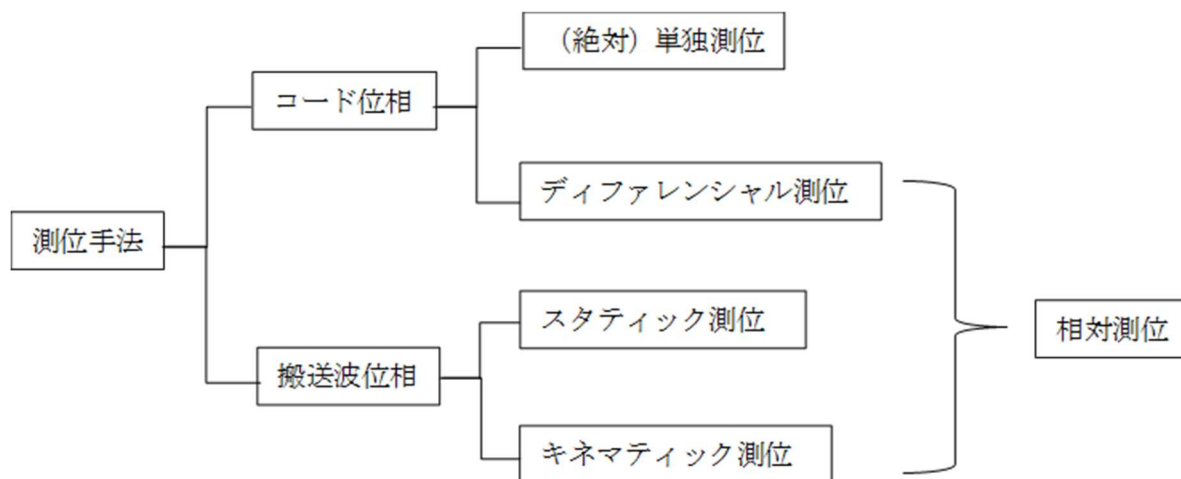 （絶対）単独測位
コード位相
ディファレンシャル測位
測位手法
スタティック測位
相対測位
搬送波位相
キネマティック測位